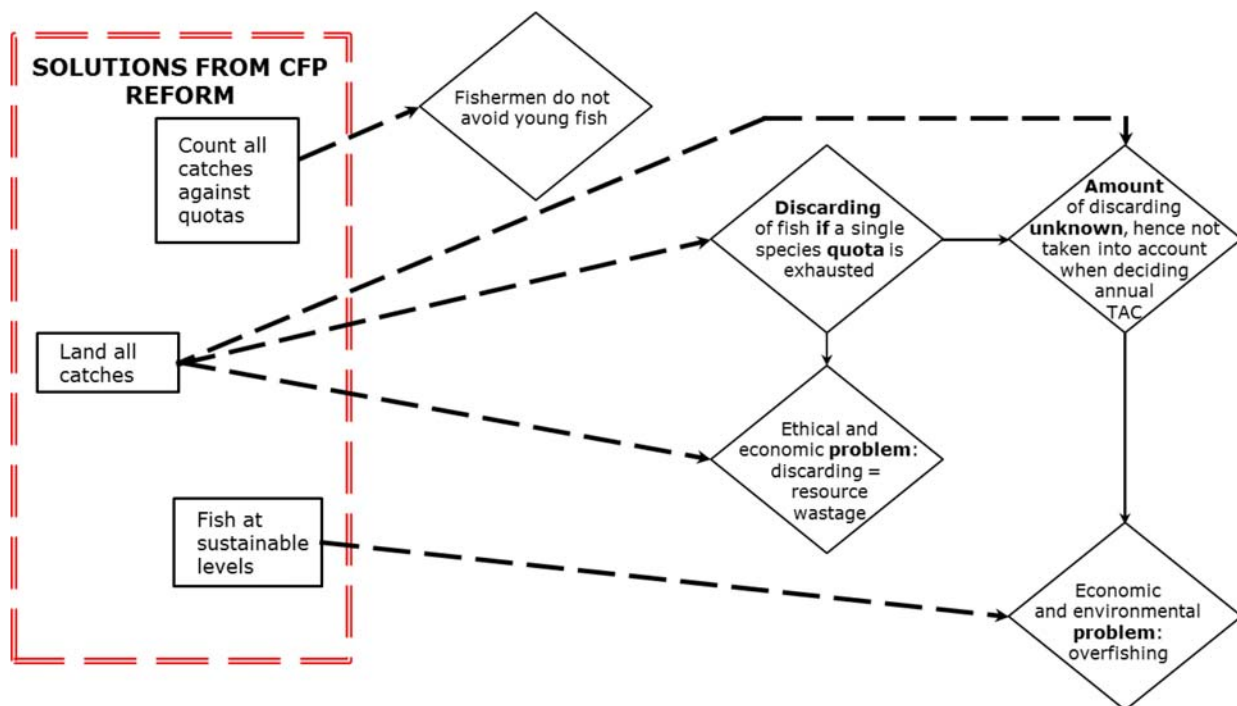 SOLUTIONS FROM CFP
REFORM
Count all
catches
against
quotas
Land all
catches
Fish at
sustainable
levels
Fishermen do not
avoid young fish
Discarding
of fish if a single
species quota is
exhausted
Amount
of discarding
unknown, hence not
taken into account
when deciding
annual
TAC
Ethical and
economic problem:
discarding =
resource
wastage
Economic
and environmental
problem:
overfishing